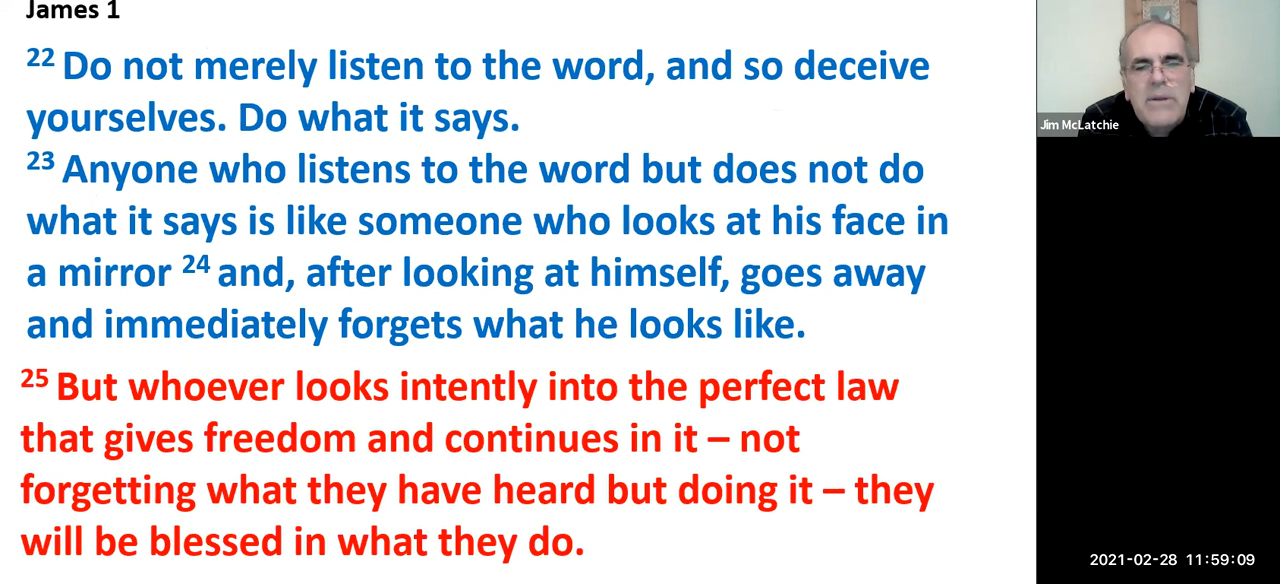 James 1
22 Do not merely listen to the word, and so deceive
yourselves. Do what it says.
23 Anyone who listens to the word but does not do
what it says is like someone who looks at his face in
a mirror 24 and, after looking at himself, goes away
and immediately forgets what he looks like.
25 But whoever looks intently into the perfect law
that gives freedom and continues in it – not
forgetting what they have heard but doing it – they
will be blessed in what they do.
Jim McLatchie
2021-02-28 11:59:09